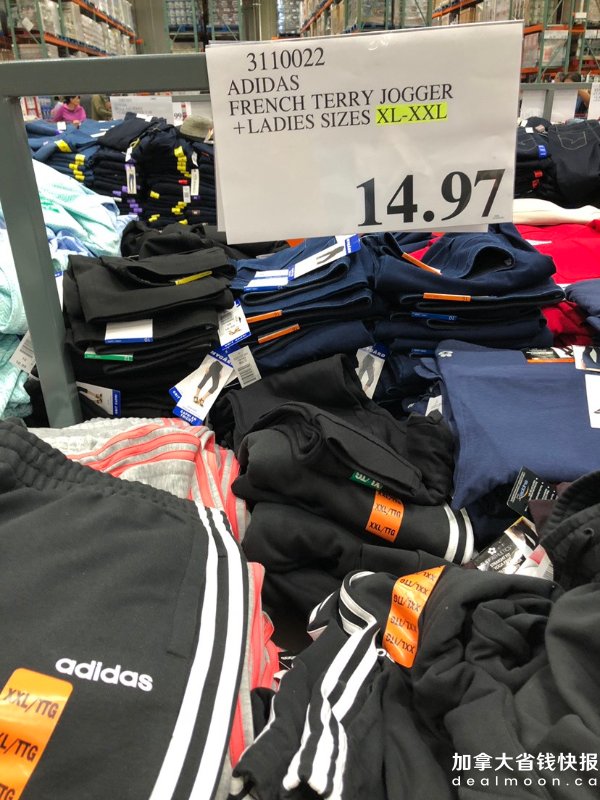 3110022
ADIDAS
FRENCH TERRY JOGGER
+LADIES SIZES XL-XXL
14.97
XXL/TTG
XXL/TTG
adidas
XXL/TTG
XXL/TTG
加拿大省钱快报
dealmoon.ca